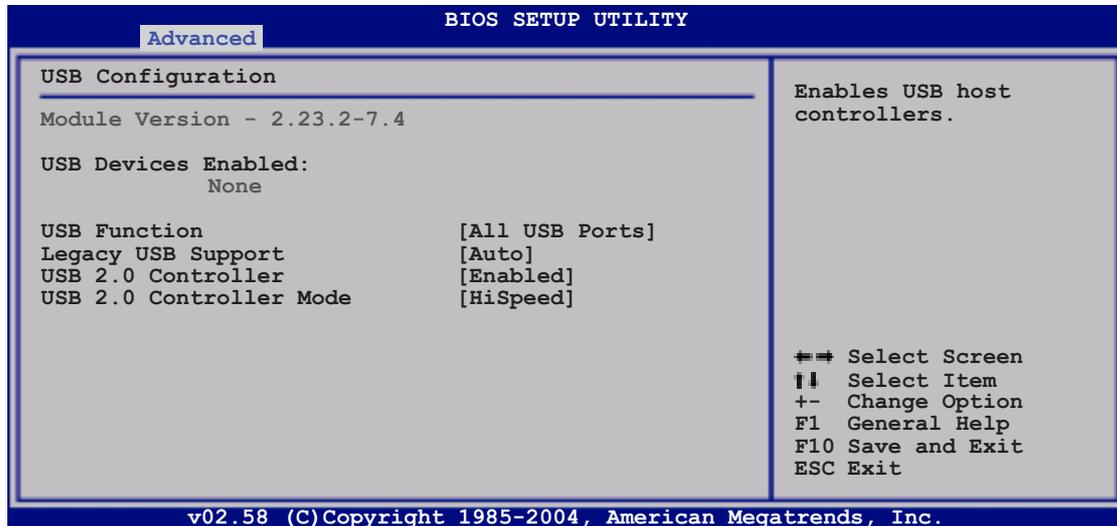 BIOS SETUP UTILITY
Advanced
USB Configuration
Module Version - 2.23.2-7.4
USB Devices Enabled:
None
USB Function [All USB Ports]
Legacy USB Support [Auto]
USB 2.0 Controller [Enabled]
USB 2.0 Controller Mode [HiSpeed]
Enables USB host
controllers.
←→ Select Screen
↑↓ Select Item
+- Change Option
F1 General Help
F10 Save and Exit
ESC Exit
v02.58 (C)Copyright 1985-2004, American Megatrends, Inc.